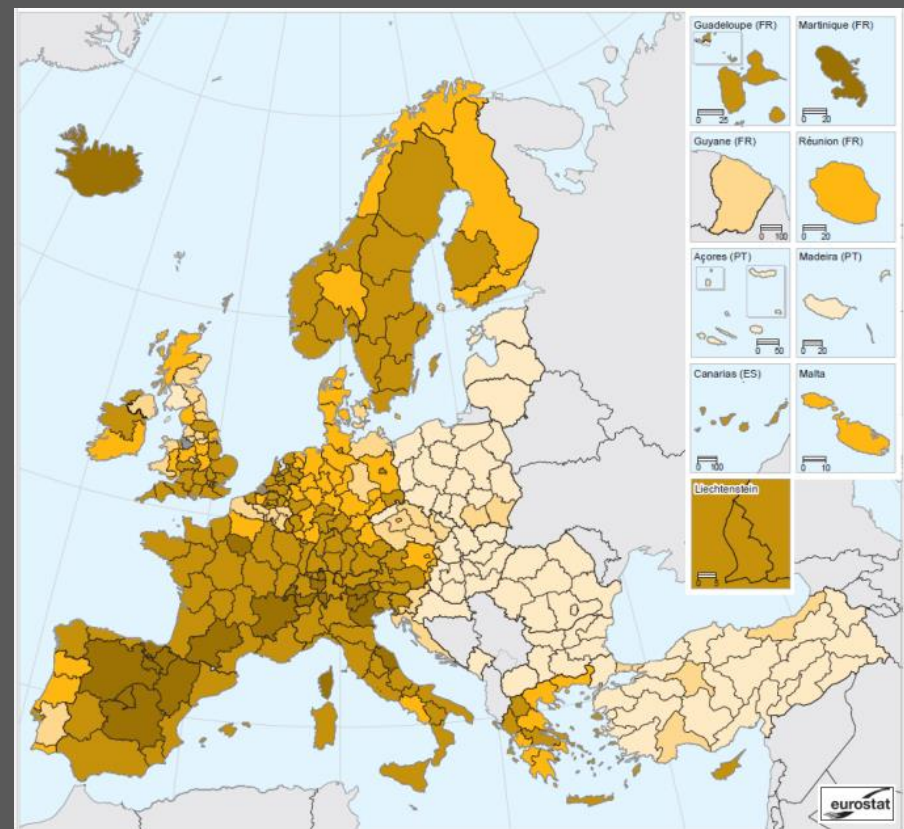 Guadeloupe (FR)
0 25
Martinique (FR)
0 20
Guyane (FR)
0 100
Réunion (FR)
0 20
Açores (PT)
0 50
Madeira (PT)
0 20
Canarias (ES)
0 100
Malta
0 10
Liechtenstein
eurostat